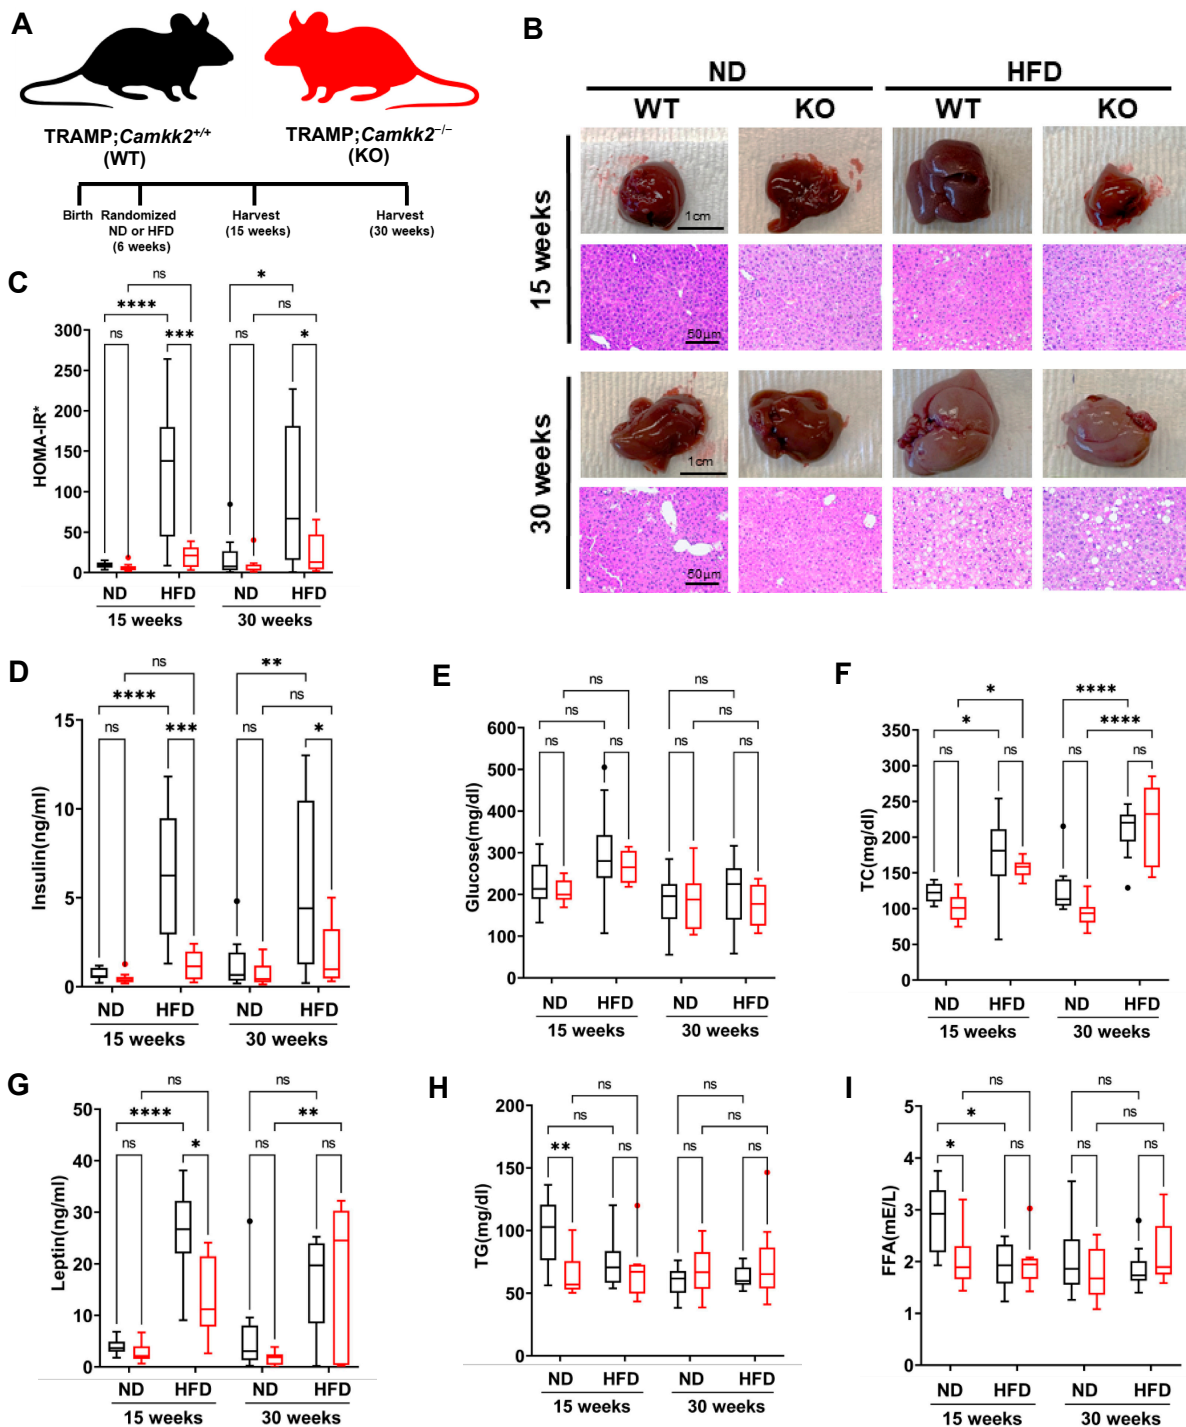 A
TRAMP;Camkk2+/+
(WT)
TRAMP;Camkk2−/−
(KO)
Birth
Randomized
ND or HFD
(6 weeks)
Harvest
(15 weeks)
Harvest
(30 weeks)
B
ND HFD
WT KO WT KO
15 weeks
1cm
50μm
30 weeks
1cm
50μm
C
ns *
**** ns
ns *** ns *
HOMA-IR*
300
250
200
150
100
50
0
ND HFD ND HFD
15 weeks 30 weeks
D
ns **
**** ns
ns *** ns *
Insulin(ng/ml)
15
10
5
0
ND HFD ND HFD
15 weeks 30 weeks
E
ns ns
ns ns
ns ns ns ns
Glucose(mg/dl)
600
500
400
300
200
100
0
ND HFD ND HFD
15 weeks 30 weeks
F
* ****
* ****
ns ns ns ns
TC(mg/dl)
350
300
250
200
150
100
50
0
ND HFD ND HFD
15 weeks 30 weeks
G
ns ns
**** **
ns * ns ns
Leptin(ng/ml)
50
40
30
20
10
0
ND HFD ND HFD
15 weeks 30 weeks
H
ns ns
ns ns
** ns ns ns
TG(mg/dl)
200
150
100
50
0
ND HFD ND HFD
15 weeks 30 weeks
I
ns ns
* ns
* ns ns ns
FFA(mE/L)
5
4
3
2
1
0
ND HFD ND HFD
15 weeks 30 weeks